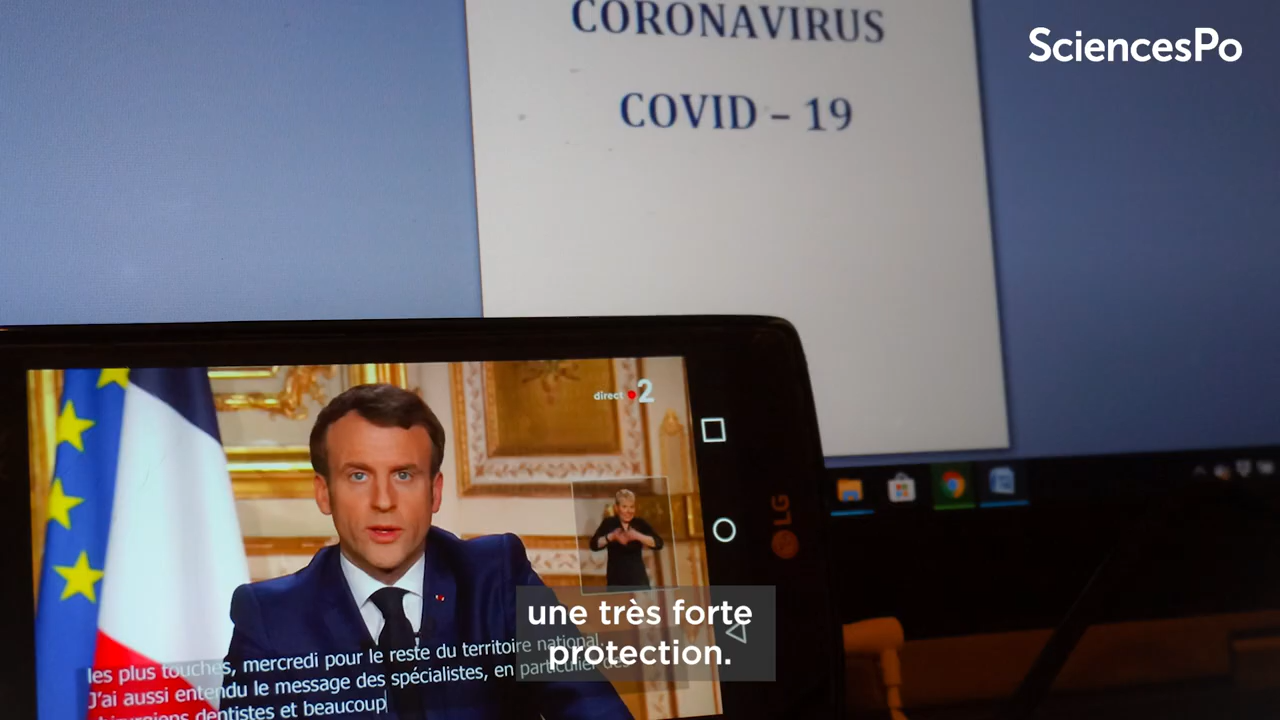 CORONAVIRUS
SciencesPo
COVID – 19
direct 2
LG
une très forte
protection.
les plus touchés, mercredi pour le reste du territoire national.
J'ai aussi entendu le message des spécialistes, en particulier des
chirurgiens dentistes et beaucoup